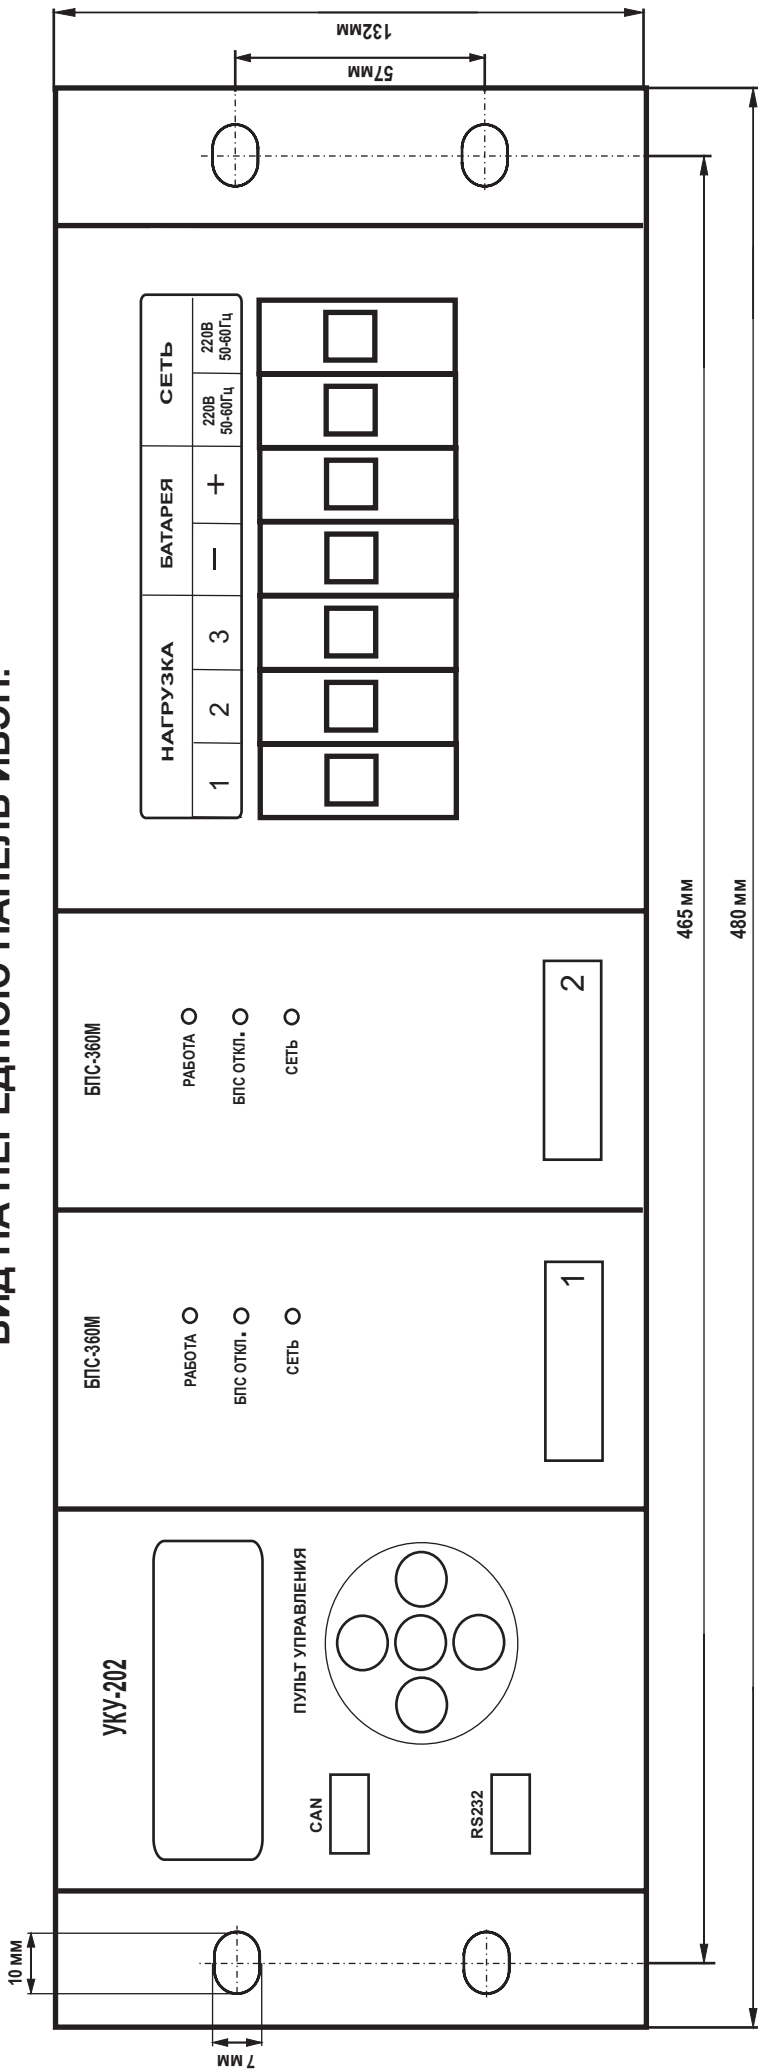 ВИД НА ПЕРЕДНЮЮ ПАНЕЛЬ ИБЭП.
10 мм
7 мм
УКУ-202
ПУЛЬТ УПРАВЛЕНИЯ
CAN
RS232
БПС-360М
РАБОТА
БПС ОТКЛ.
СЕТЬ
1
БПС-360М
РАБОТА
БПС ОТКЛ.
СЕТЬ
2
НАГРУЗКА БАТАРЕЯ СЕТЬ
1 2 3 − + 220В 50-60Гц 220В 50-60Гц
57мм
132мм
465 мм
480 мм